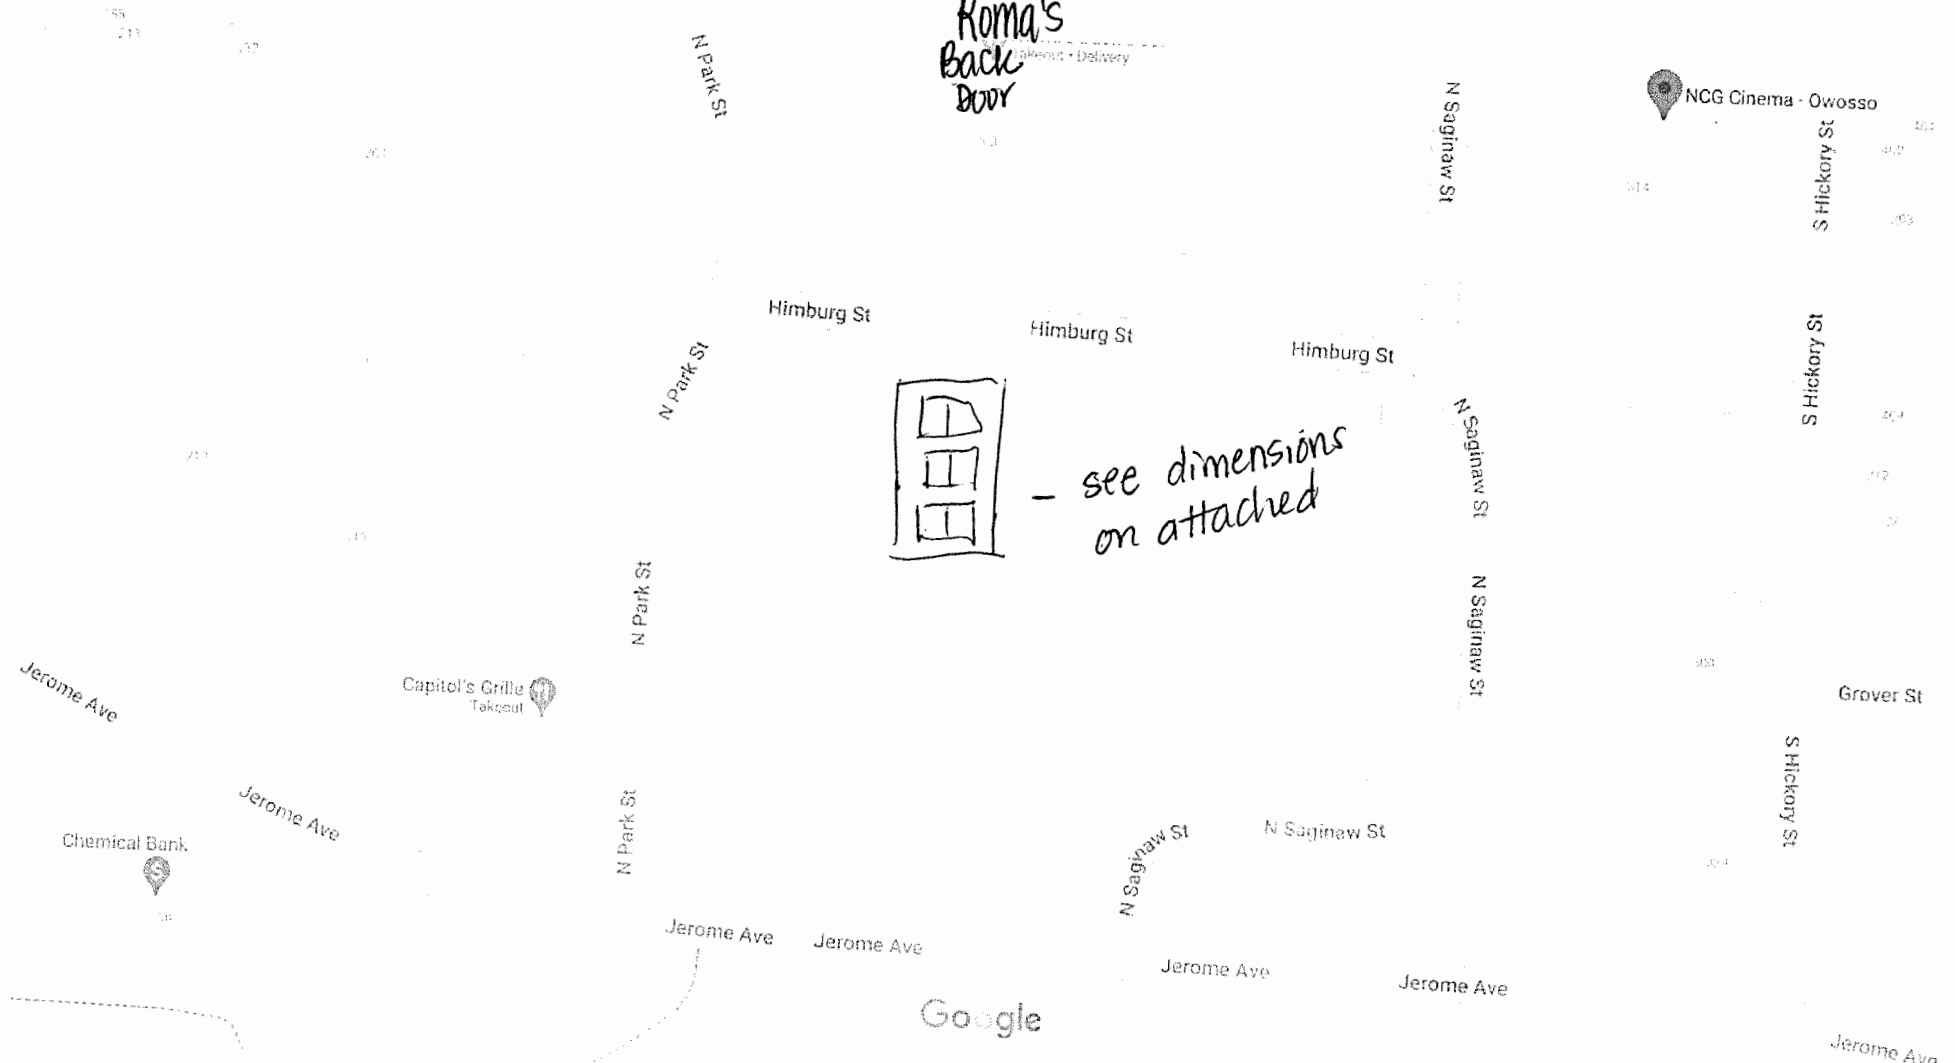 Roma's
Back
Door
Takeout • Delivery
N Park St
N Saginaw St
NCG Cinema - Owosso
S Hickory St
Himburg St
Himburg St
Himburg St
N Park St
S Hickory St
N Saginaw St
- see dimensions
on attached
N Park St
N Saginaw St
Jerome Ave
Capitol's Grille
Takeout
Grover St
S Hickory St
Jerome Ave
N Park St
Chemical Bank
N Saginaw St
N Saginaw St
Jerome Ave
Jerome Ave
Jerome Ave
Jerome Ave
Google
Jerome Ave